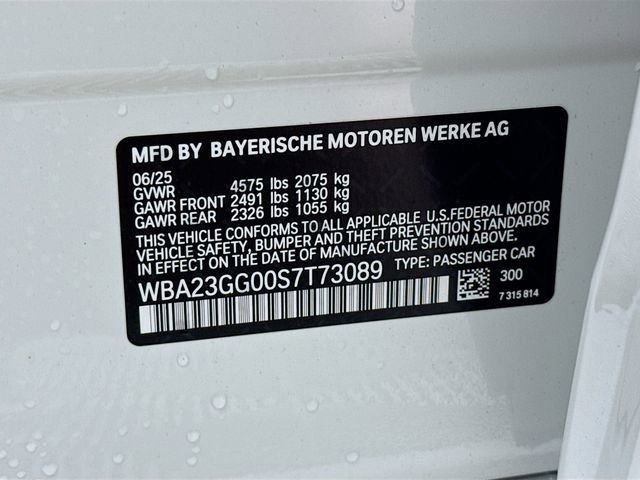 MFD BY BAYERISCHE MOTOREN WERKE AG
06/25
GVWR 4575 lbs 2075 kg
GAWR FRONT 2491 lbs 1130 kg
GAWR REAR 2326 lbs 1055 kg
THIS VEHICLE CONFORMS TO ALL APPLICABLE U.S.FEDERAL MOTOR
VEHICLE SAFETY, BUMPER AND THEFT PREVENTION STANDARDS
IN EFFECT ON THE DATE OF MANUFACTURE SHOWN ABOVE.
WBA23GG00S7T73089 TYPE: PASSENGER CAR
300
7 315 814